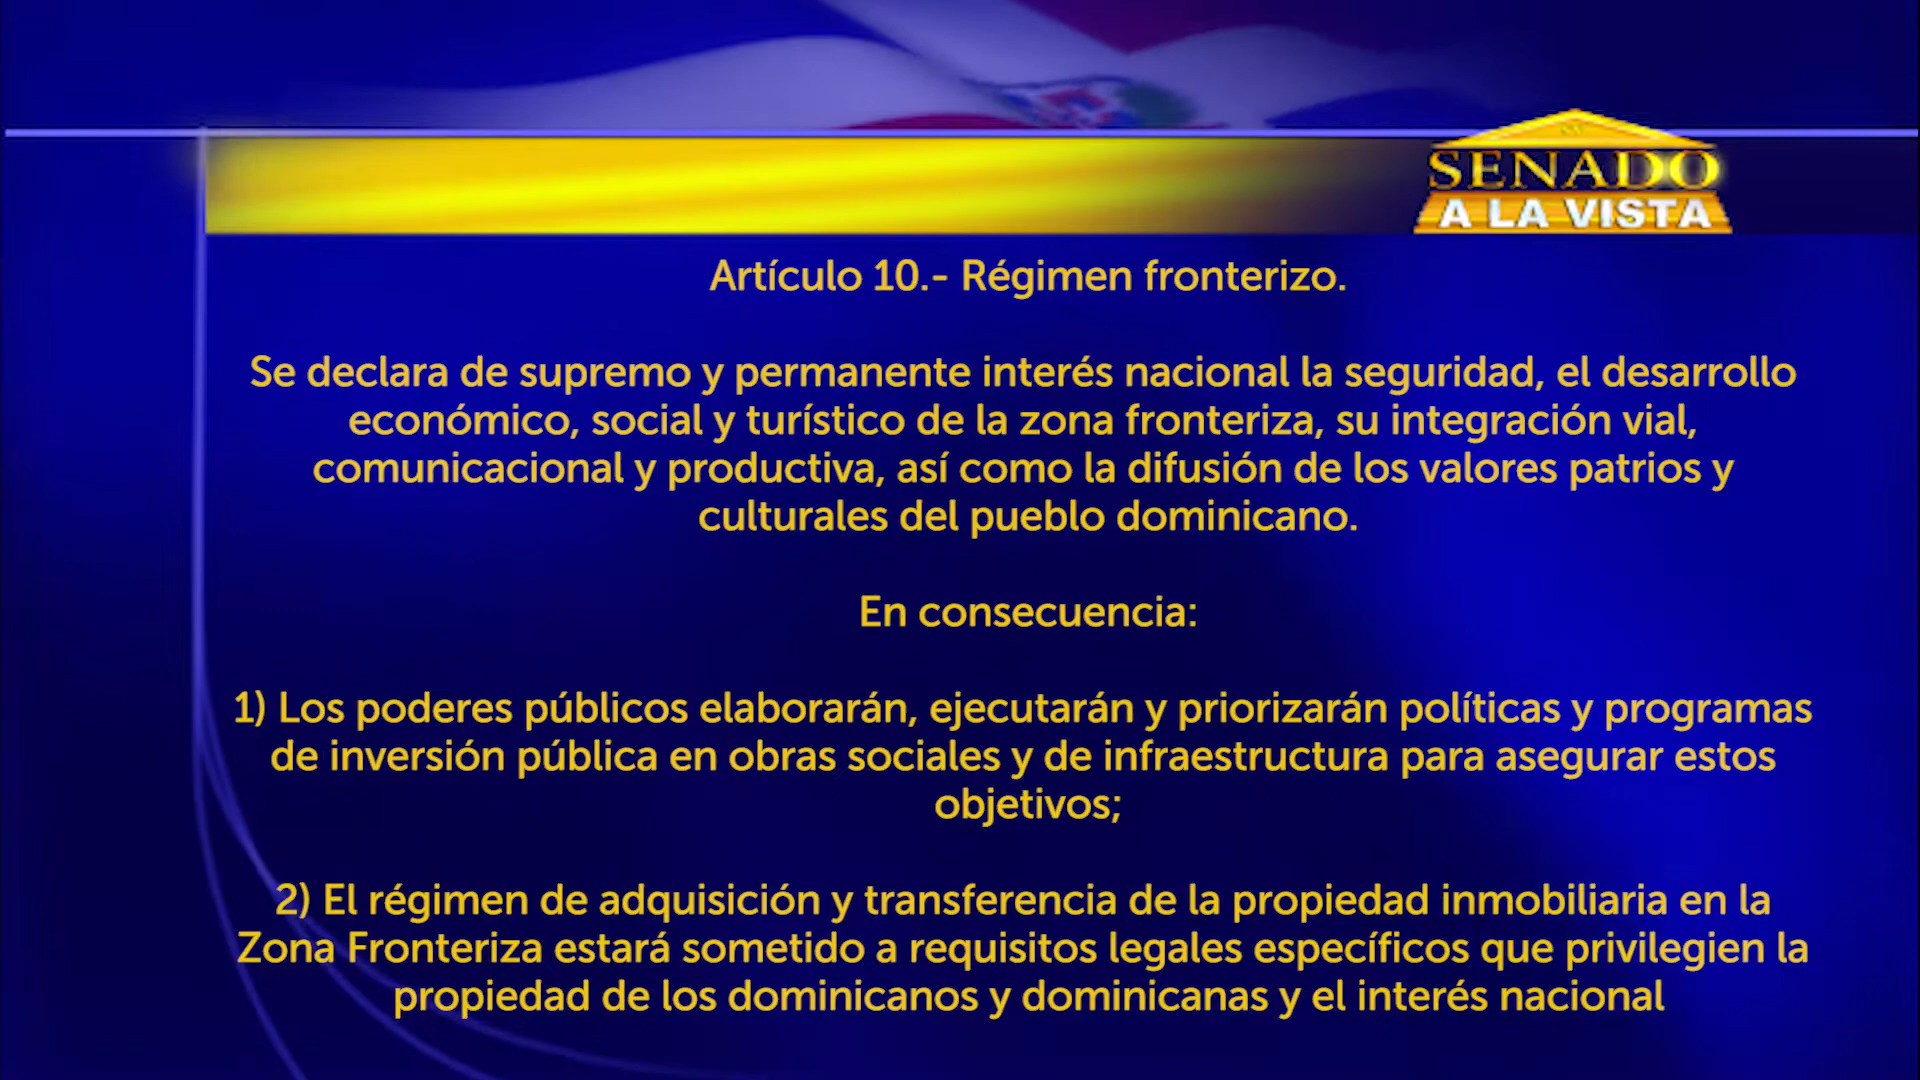 SENADO
A LA VISTA
Artículo 10.- Régimen fronterizo.
Se declara de supremo y permanente interés nacional la seguridad, el desarrollo
económico, social y turístico de la zona fronteriza, su integración vial,
comunicacional y productiva, así como la difusión de los valores patrios y
culturales del pueblo dominicano.
En consecuencia:
1) Los poderes públicos elaborarán, ejecutarán y priorizarán políticas y programas
de inversión pública en obras sociales y de infraestructura para asegurar estos
objetivos;
2) El régimen de adquisición y transferencia de la propiedad inmobiliaria en la
Zona Fronteriza estará sometido a requisitos legales específicos que privilegien la
propiedad de los dominicanos y dominicanas y el interés nacional